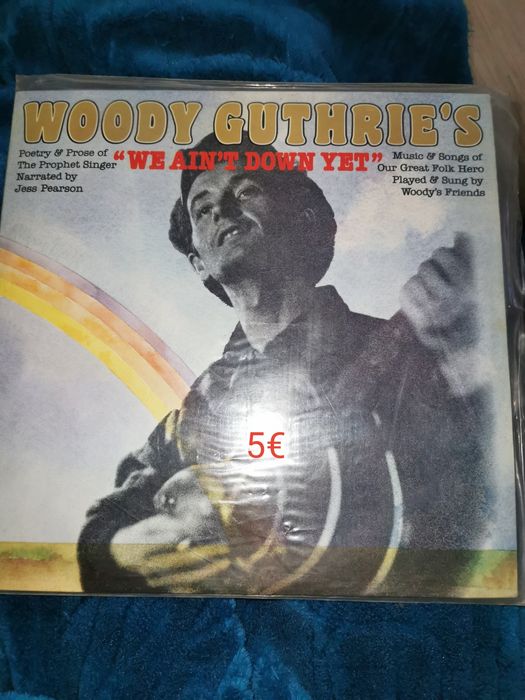 WOODY GUTHRIE'S
"WE AIN'T DOWN YET"
Poetry & Prose of
The Prophet Singer
Narrated by
Jess Pearson
Music & Songs of
Our Great Folk Hero
Played & Sung by
Woody's Friends
5€